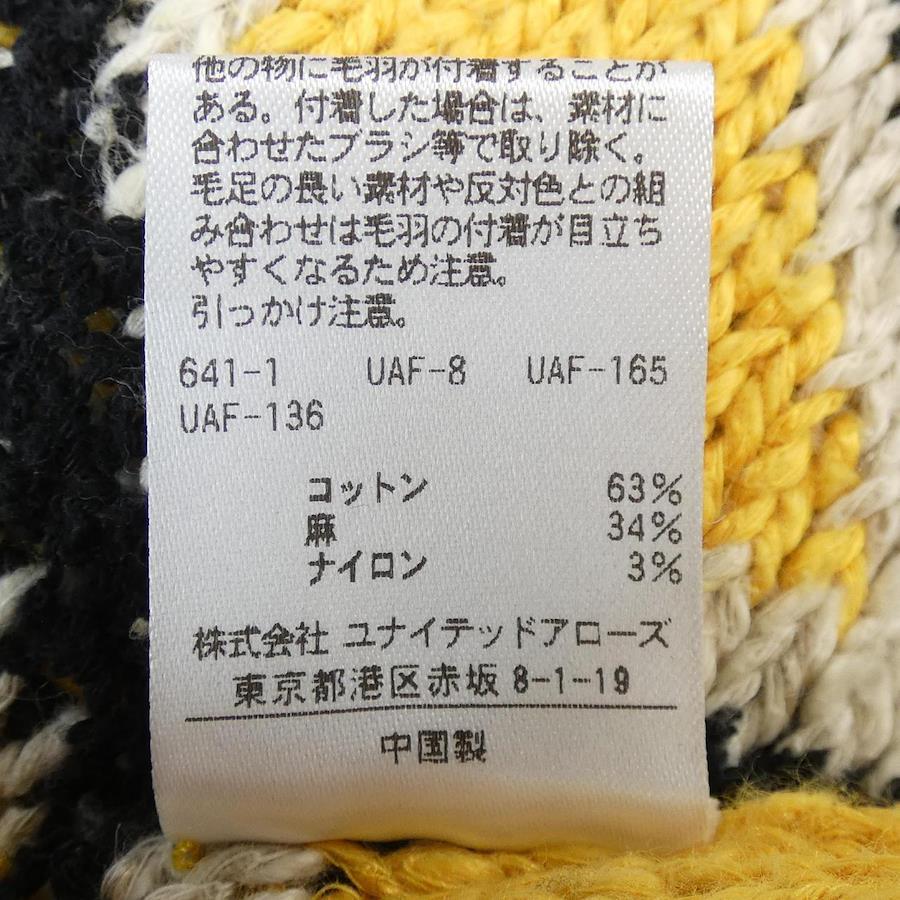 他の物に毛羽が付着することが
ある。付着した場合は、素材に
合わせたブラシ等で取り除く。
毛足の長い素材や反対色との組
み合わせは毛羽の付着が目立ち
やすくなるため注意。
引っかけ注意。
641-1 UAF-8 UAF-165
UAF-136
コットン 63%
麻 34%
ナイロン 3%
株式会社 ユナイテッドアローズ
東京都港区赤坂 8-1-19
中国製